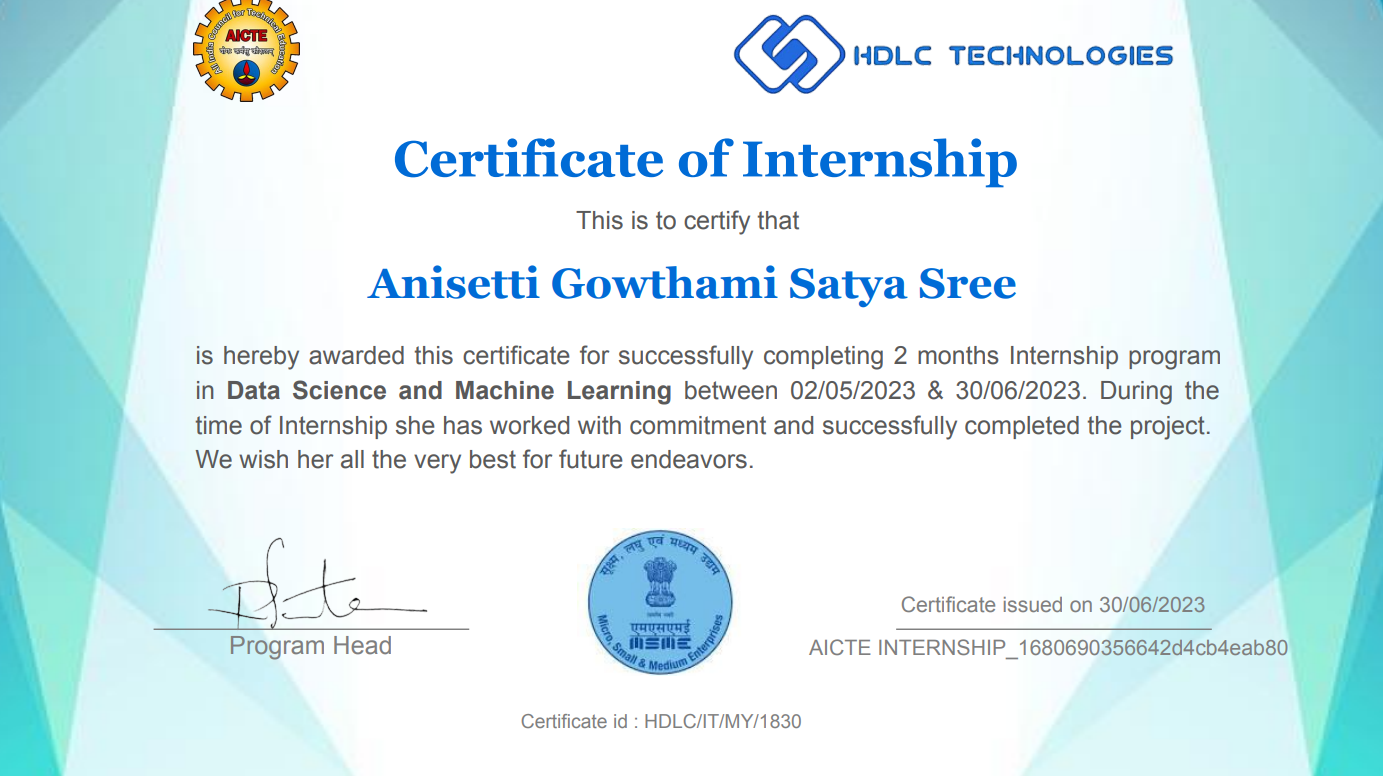 All India Council for Technical Education
AICTE
HDLC TECHNOLOGIES
Certificate of Internship
This is to certify that
Anisetti Gowthami Satya Sree
is hereby awarded this certificate for successfully completing 2 months Internship program
in Data Science and Machine Learning between 02/05/2023 & 30/06/2023. During the
time of Internship she has worked with commitment and successfully completed the project.
We wish her all the very best for future endeavors.
सूक्ष्म, लघु एवं मध्यम उद्यम
एमएसएमई
MSME
Micro, Small & Medium Enterprises
Program Head
Certificate issued on 30/06/2023
AICTE INTERNSHIP_1680690356642d4cb4eab80
Certificate id : HDLC/IT/MY/1830